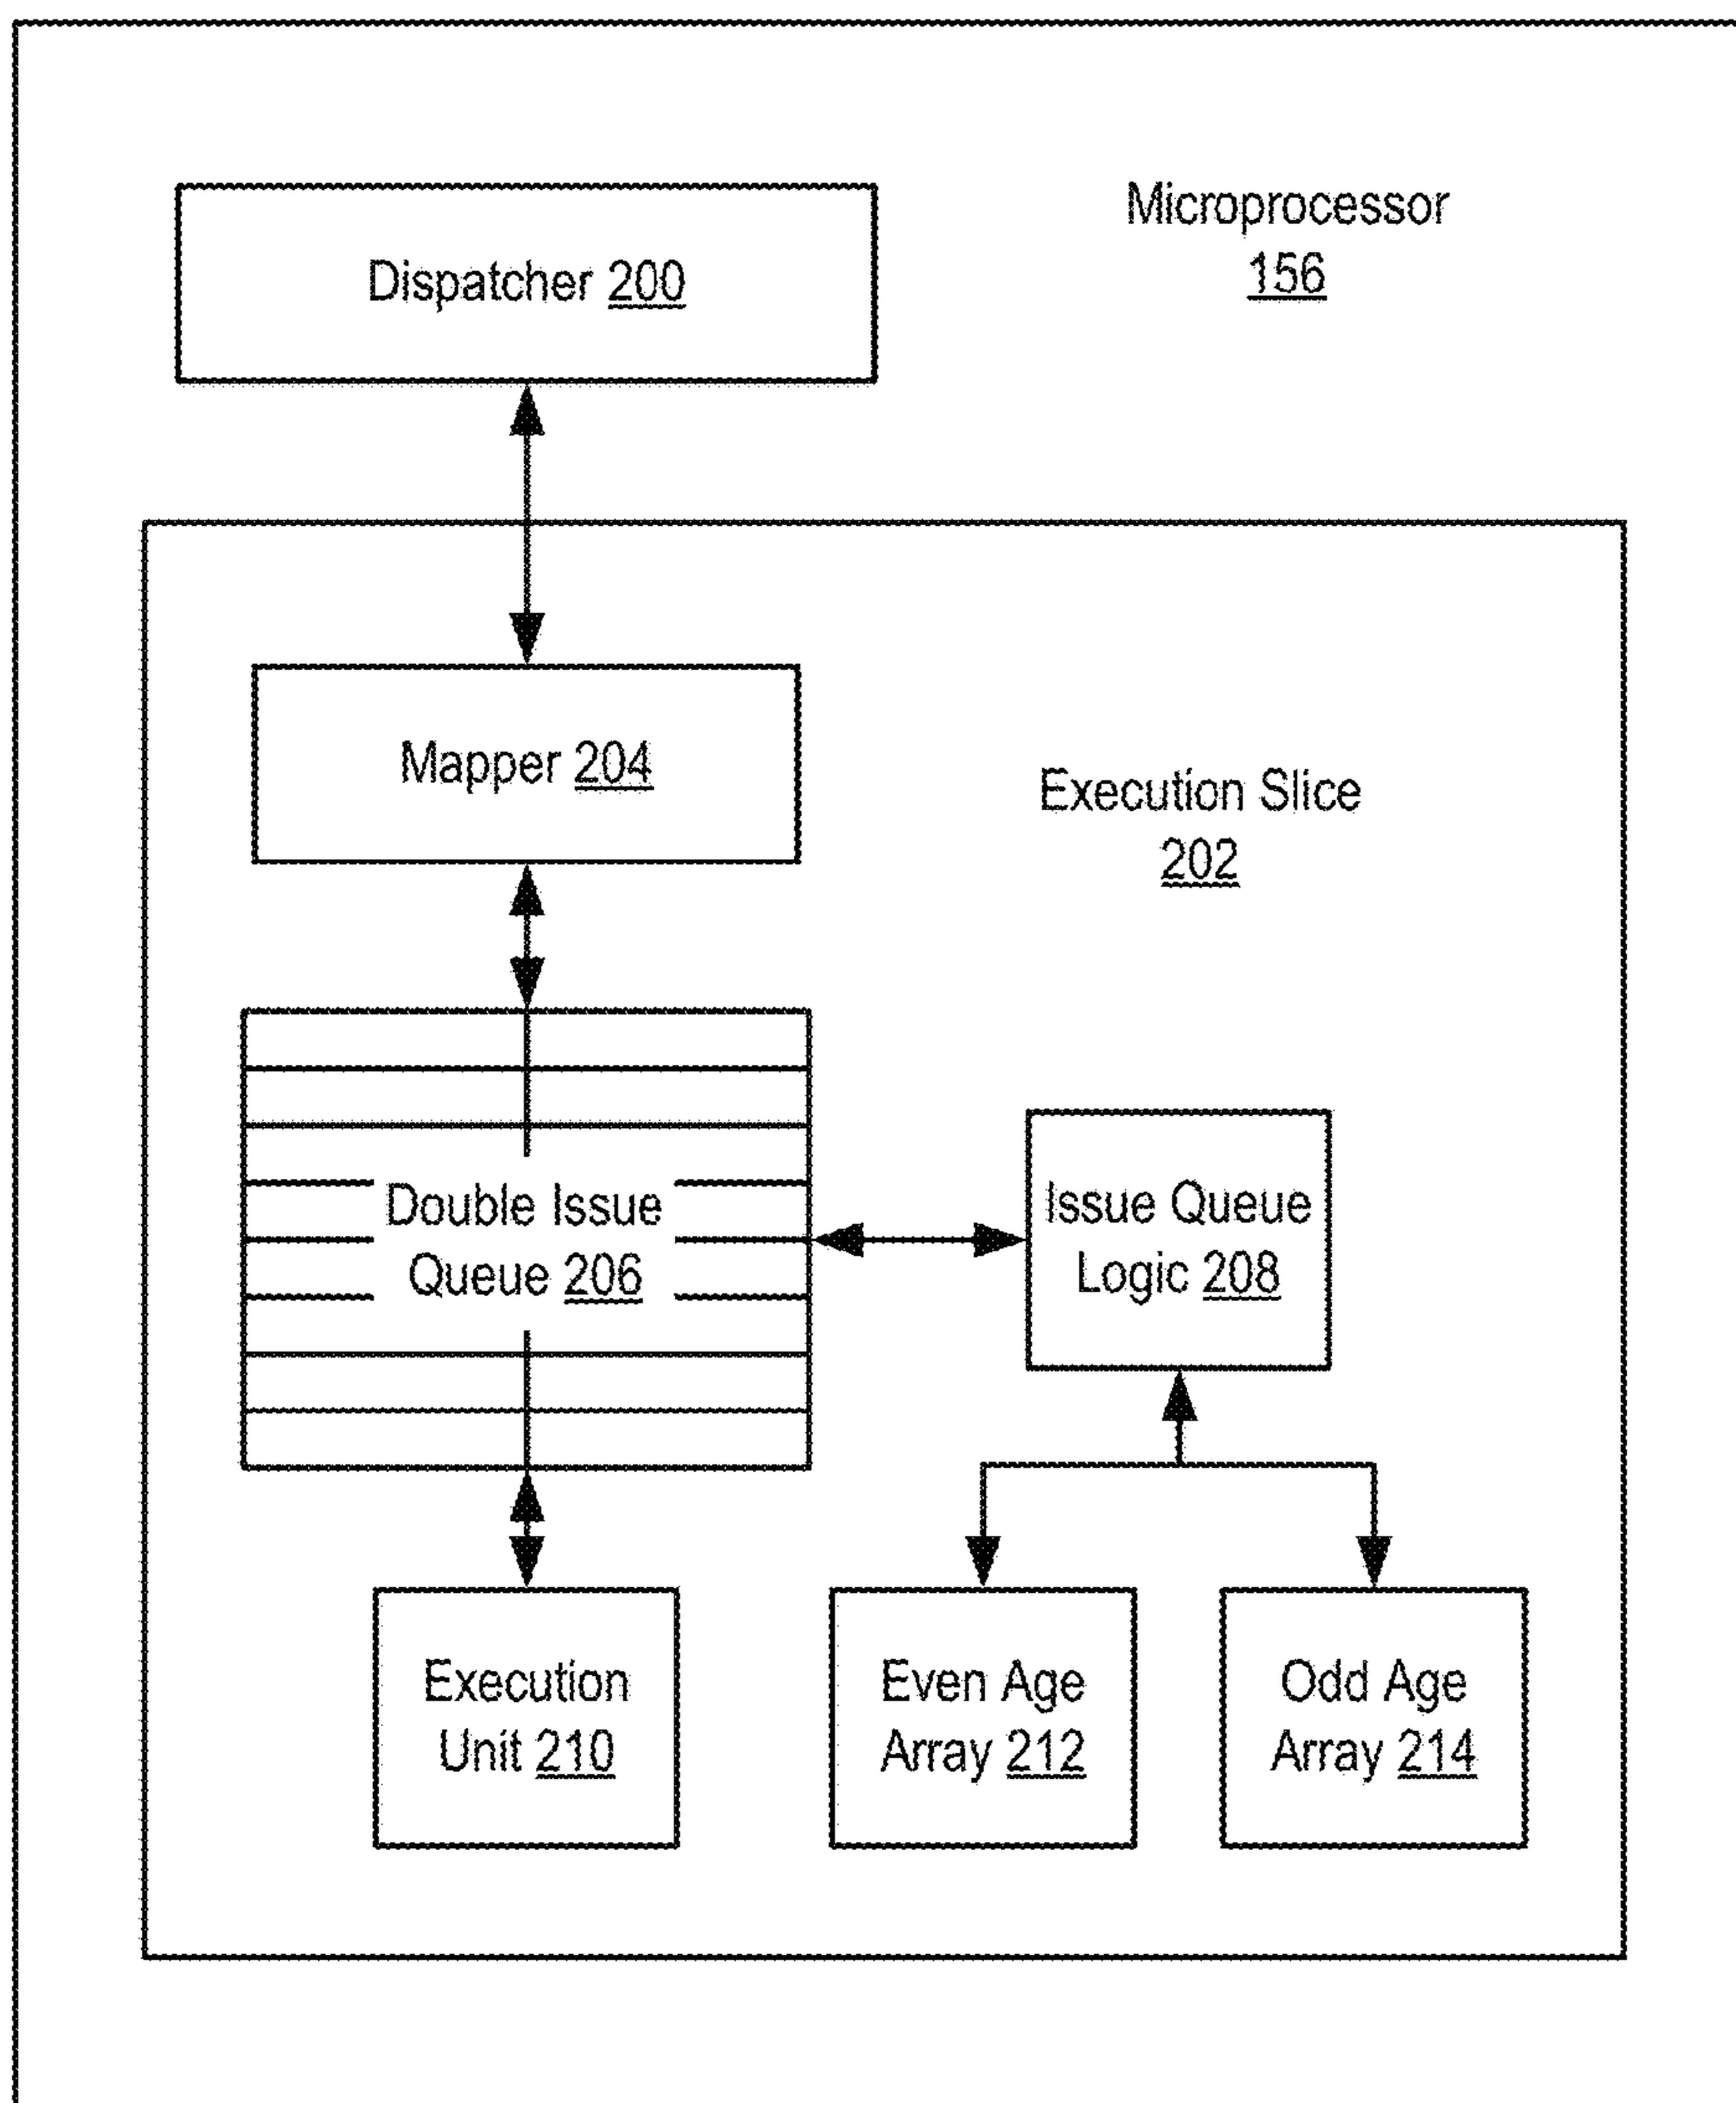 Microprocessor
156
Dispatcher 200
Mapper 204
Execution Slice
202
Double Issue
Queue 206
Issue Queue
Logic 208
Execution
Unit 210
Even Age
Array 212
Odd Age
Array 214